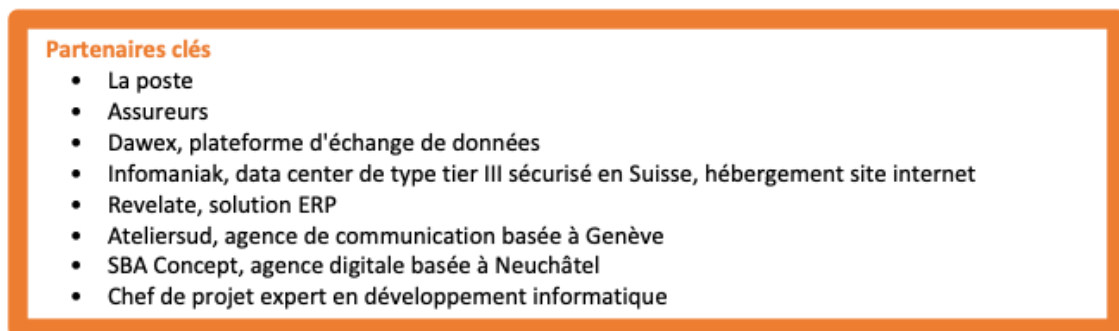 Partenaires clés
• La poste
• Assureurs
• Dawex, plateforme d'échange de données
• Infomaniak, data center de type tier III sécurisé en Suisse, hébergement site internet
• Revelate, solution ERP
• Ateliersud, agence de communication basée à Genève
• SBA Concept, agence digitale basée à Neuchâtel
• Chef de projet expert en développement informatique